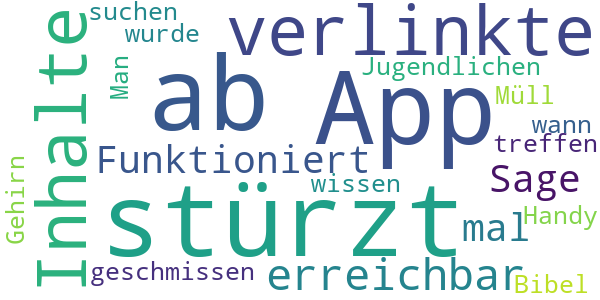 suchen
wurde
verlinkte
Inhalte
Man
ab
App
Jugendlichen
Müll
wann
treffen
Funktioniert
wissen
Sage
Gehirn
stürzt
mal
Handy
geschmissen
erreichbar
Bibel